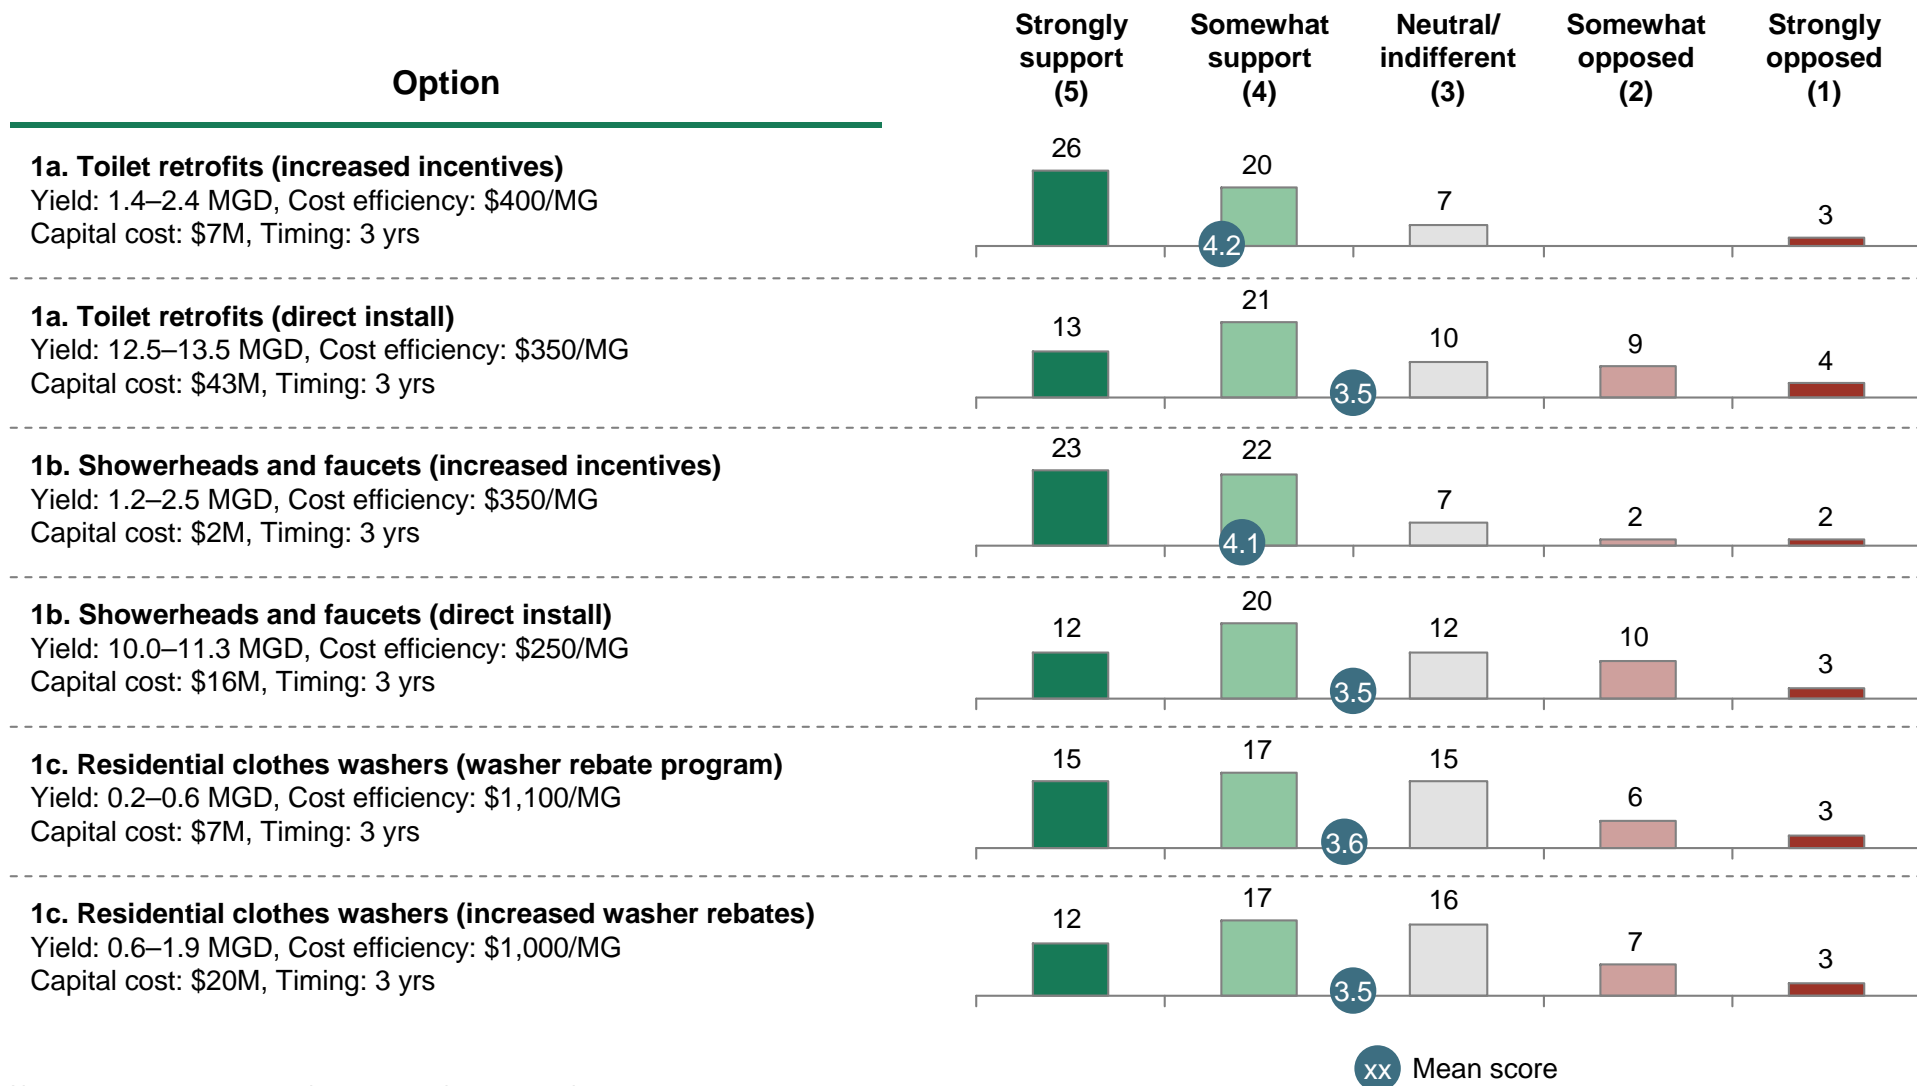 Option
Strongly
support
(5)
Somewhat
support
(4)
Neutral/
indifferent
(3)
Somewhat
opposed
(2)
Strongly
opposed
(1)
1a. Toilet retrofits (increased incentives)
Yield: 1.4–2.4 MGD, Cost efficiency: $400/MG
Capital cost: $7M, Timing: 3 yrs
26
20
7
3
4.2
1a. Toilet retrofits (direct install)
Yield: 12.5–13.5 MGD, Cost efficiency: $350/MG
Capital cost: $43M, Timing: 3 yrs
13
21
10
9
4
3.5
1b. Showerheads and faucets (increased incentives)
Yield: 1.2–2.5 MGD, Cost efficiency: $350/MG
Capital cost: $2M, Timing: 3 yrs
23
22
7
2
2
4.1
1b. Showerheads and faucets (direct install)
Yield: 10.0–11.3 MGD, Cost efficiency: $250/MG
Capital cost: $16M, Timing: 3 yrs
12
20
12
10
3
3.5
1c. Residential clothes washers (washer rebate program)
Yield: 0.2–0.6 MGD, Cost efficiency: $1,100/MG
Capital cost: $7M, Timing: 3 yrs
15
17
15
6
3
3.6
1c. Residential clothes washers (increased washer rebates)
Yield: 0.6–1.9 MGD, Cost efficiency: $1,000/MG
Capital cost: $20M, Timing: 3 yrs
12
17
16
7
3
3.5
xx Mean score